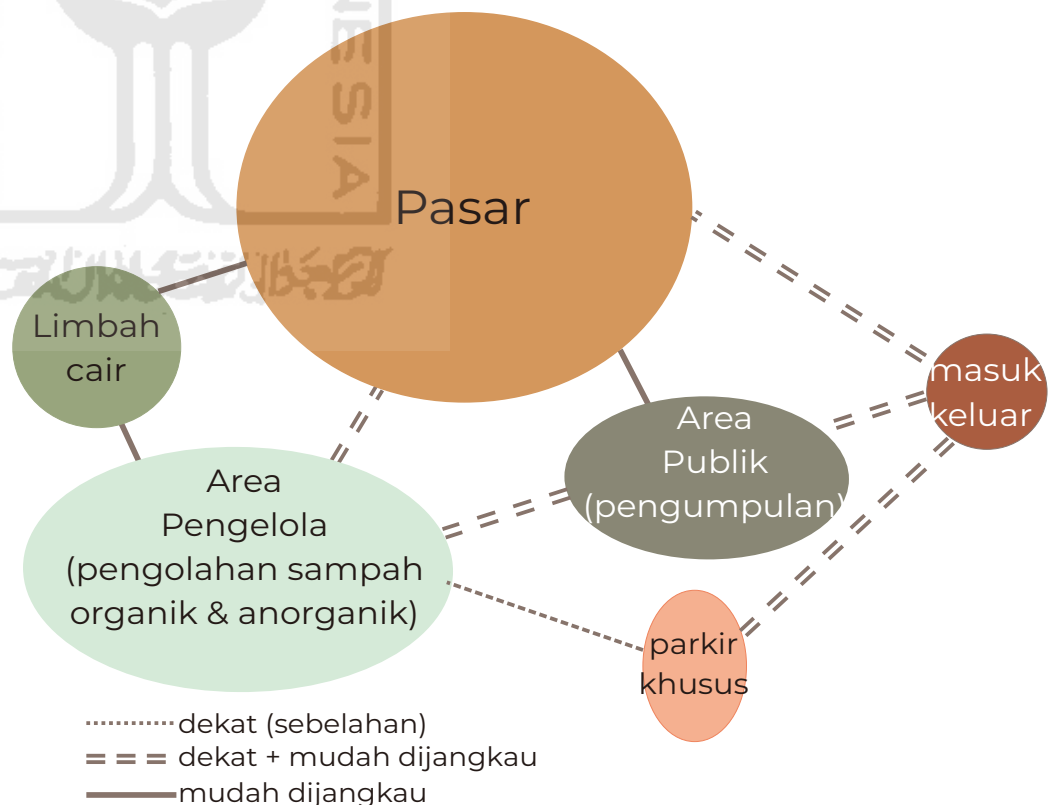 NESIA
Pasar
Limbah
cair
masuk
keluar
Area
Publik
(pengumpulan)
Area
Pengelola
(pengolahan sampah
organik & anorganik)
parkir
khusus
dekat (sebelahan)
dekat + mudah dijangkau
mudah dijangkau